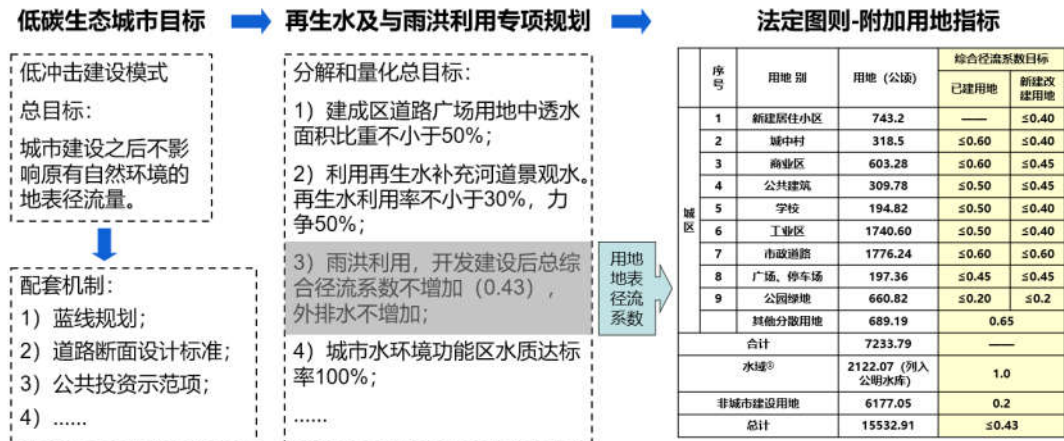 低碳生态城市目标
再生水及与雨洪利用专项规划
法定图则-附加用地指标
低冲击建设模式
总目标：
城市建设之后不影
响原有自然环境的
地表径流量。
配套机制：
1）蓝线规划；
2）道路断面设计标准；
3）公共投资示范项；
4）......
分解和量化总目标：
1）建成区道路广场用地中透水
面积比重不小于50%；
2）利用再生水补充河道景观水。
再生水利用率不小于30%，力
争50%；
3）雨洪利用，开发建设后总综
合径流系数不增加（0.43），
外排水不增加；
4）城市水环境功能区水质达标
率100%；
......
用地
地表
径流
系数
序号 用地 别 用地（公顷） 综合径流系数目标
已建用地 新建改建用地
城区
1 新建居住小区 743.2 —— ≤0.40
2 城中村 318.5 ≤0.60 ≤0.40
3 商业区 603.28 ≤0.60 ≤0.45
4 公共建筑 309.78 ≤0.50 ≤0.45
5 学校 194.82 ≤0.50 ≤0.40
6 工业区 1740.60 ≤0.50 ≤0.40
7 市政道路 1776.24 ≤0.60 ≤0.60
8 广场、停车场 197.36 ≤0.45 ≤0.45
9 公园绿地 660.82 ≤0.20 ≤0.2
其他分散用地 689.19 0.65
合计 7233.79 ——
水域① 2122.07（列入公明水库） 1.0
非城市建设用地 6177.05 0.2
总计 15532.91 ≤0.43